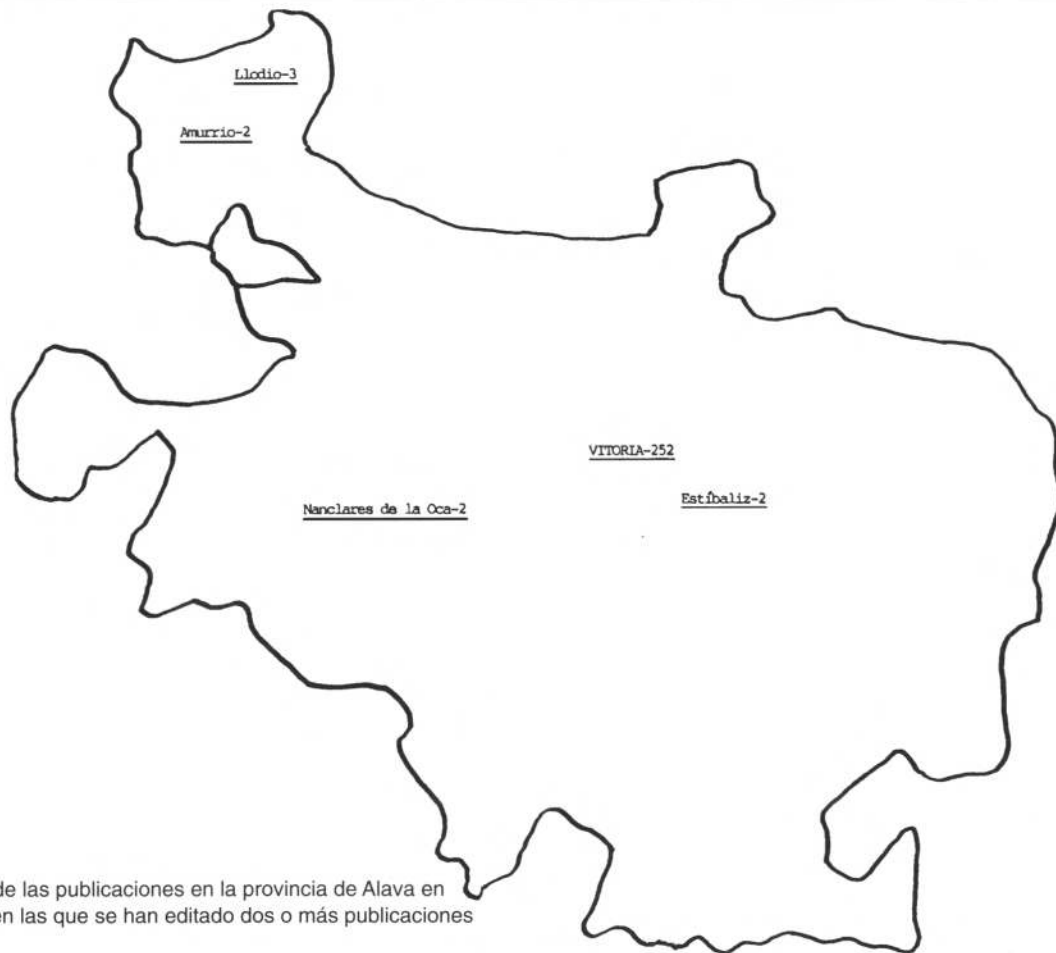 Llodio-3
Amurrio-2
VITORIA-252
Estíbaliz-2
Nanclares de la Oca-2
de las publicaciones en la provincia de Alava en
en las que se han editado dos o más publicaciones